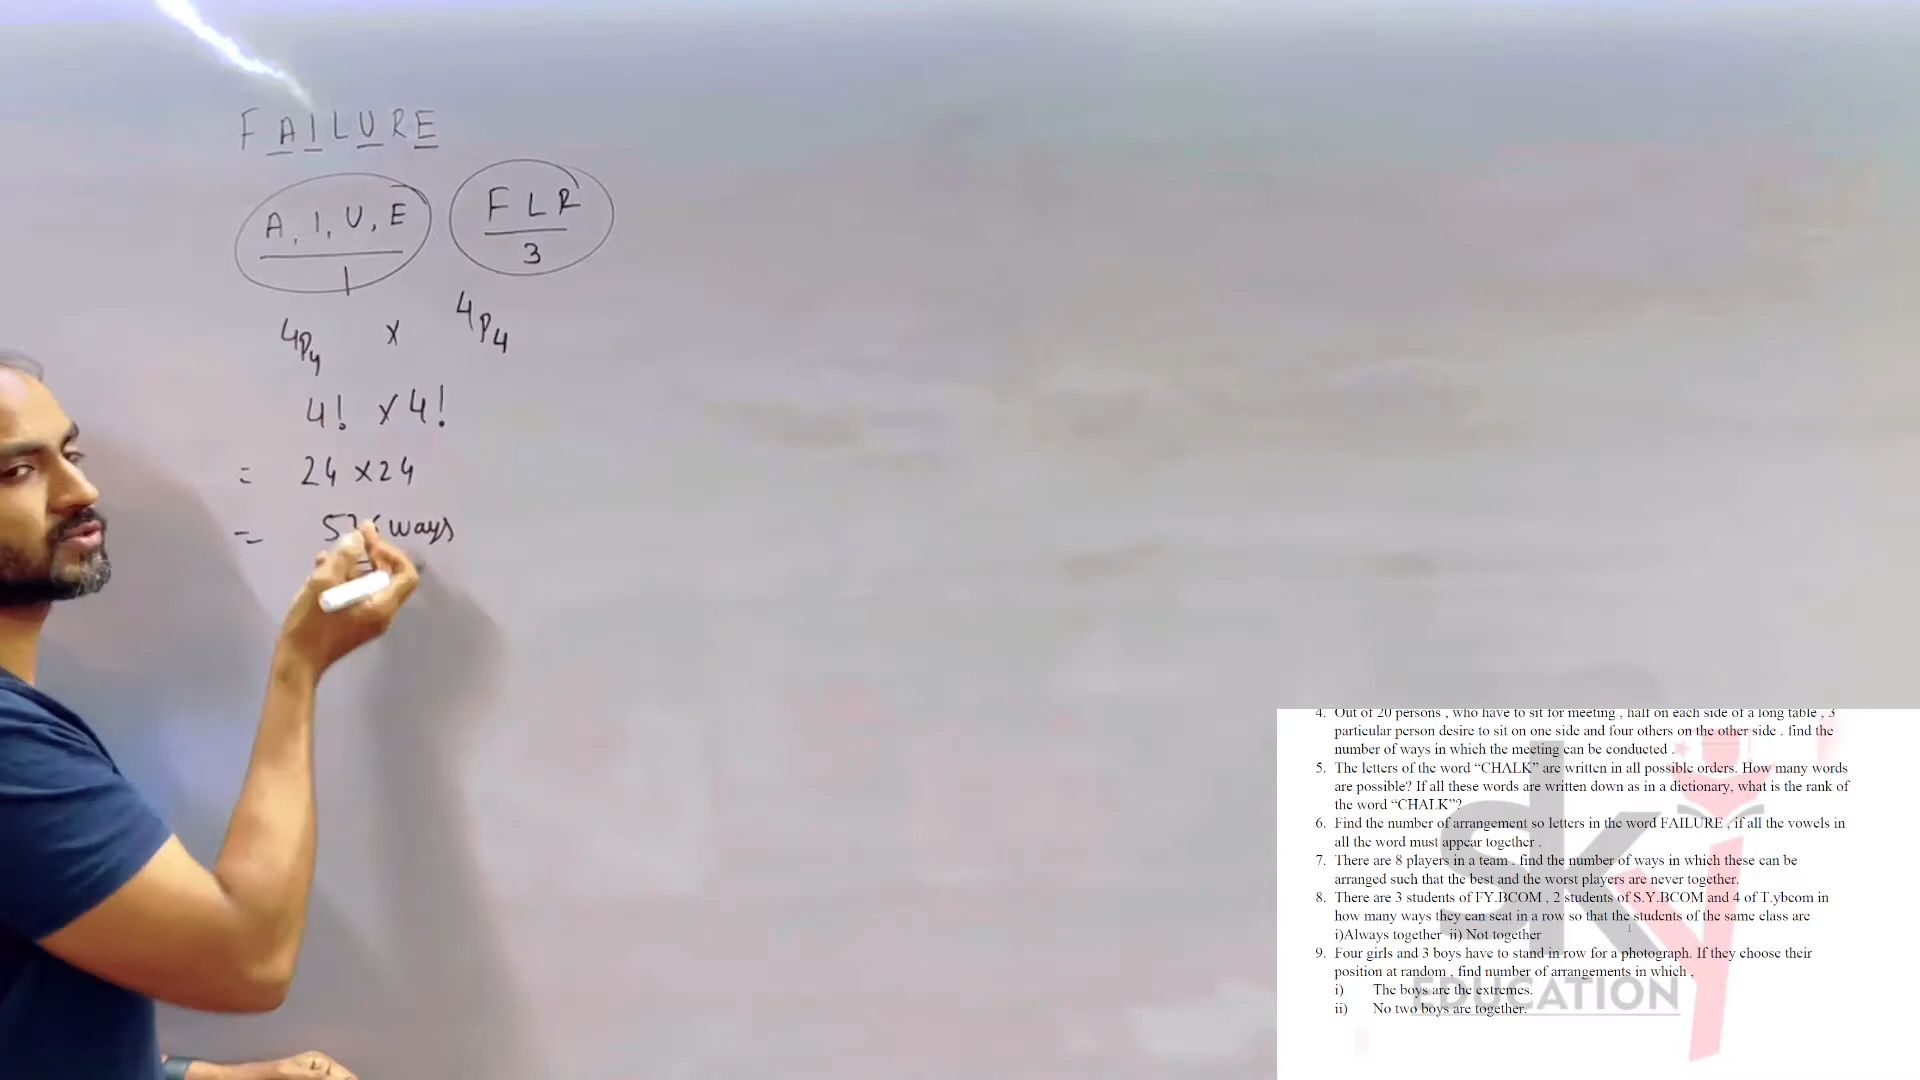 FAILURE
A, I, U, E
1
FLR
3
4P4 x 4P4
4! x 4!
= 24 x 24
= ways
4. Out of 20 persons , who have to sit for meeting , half on each side of a long table , 3
particular person desire to sit on one side and four others on the other side . find the
number of ways in which the meeting can be conducted .
5. The letters of the word “CHALK” are written in all possible orders. How many words
are possible? If all these words are written down as in a dictionary, what is the rank of
the word “CHALK”?
6. Find the number of arrangement so letters in the word FAILURE , if all the vowels in
all the word must appear together .
7. There are 8 players in a team . find the number of ways in which these can be
arranged such that the best and the worst players are never together.
8. There are 3 students of FY.BCOM , 2 students of S.Y.BCOM and 4 of T.ybcom in
how many ways they can seat in a row so that the students of the same class are
i)Always together ii) Not together
9. Four girls and 3 boys have to stand in row for a photograph. If they choose their
position at random , find number of arrangements in which ,
i) The boys are the extremes.
ii) No two boys are together.
sky
EDUCATION